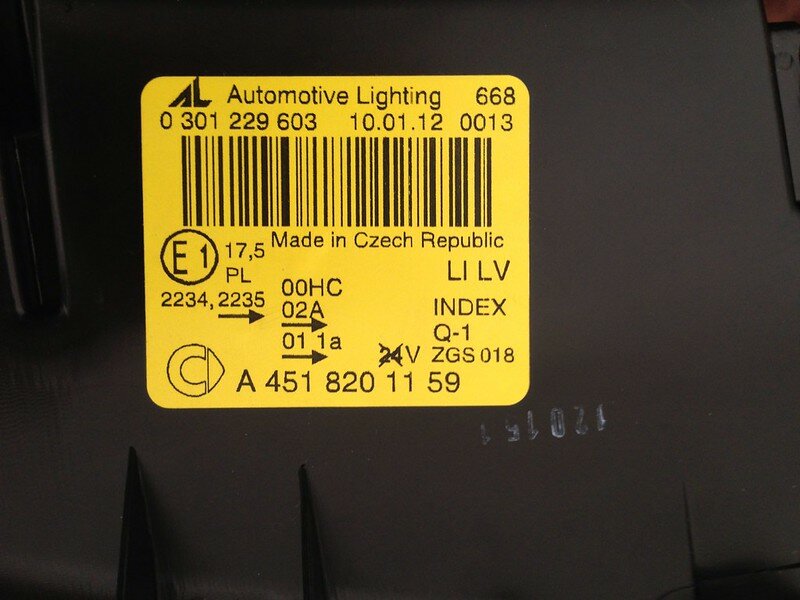 AL Automotive Lighting 668
0 301 229 603 10.01.12 0013
Made in Czech Republic
E1 17,5
PL
LI LV
2234, 2235
00HC
02A
INDEX
01 1a
Q-1
24V ZGS 018
A 451 820 11 59